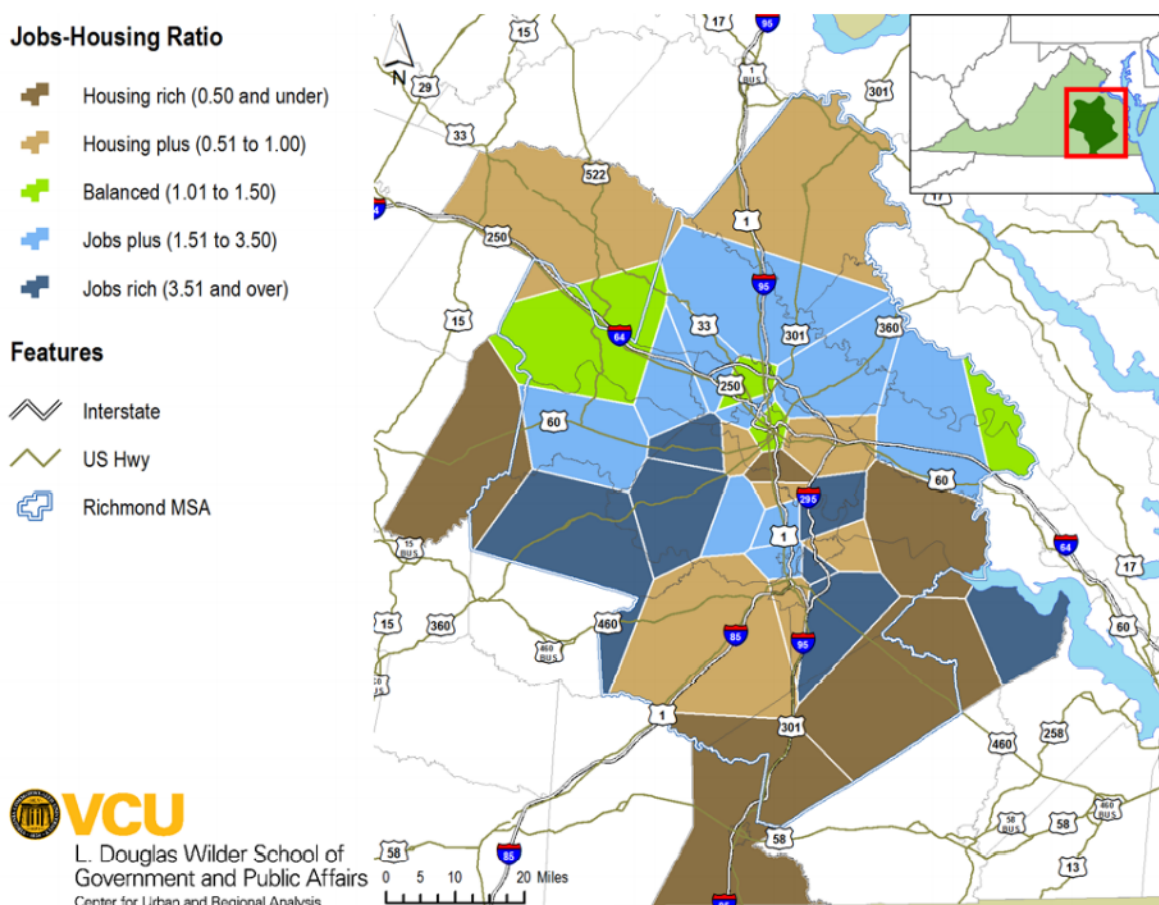 Jobs-Housing Ratio
Housing rich (0.50 and under)
Housing plus (0.51 to 1.00)
Balanced (1.01 to 1.50)
Jobs plus (1.51 to 3.50)
Jobs rich (3.51 and over)
Features
Interstate
US Hwy
Richmond MSA
VCU
L. Douglas Wilder School of
Government and Public Affairs
Center for Urban and Regional Analysis
N
95
17
15
1
BUS
29
301
33
522
17
1
250
95
15
33
301
360
64
250
60
60
295
1
64
15
BUS
17
15
360
460
460
BUS
85
95
60
1
301
460
258
58
BUS
58
460
BUS
58
58
85
13
95
0 5 10 20 Miles